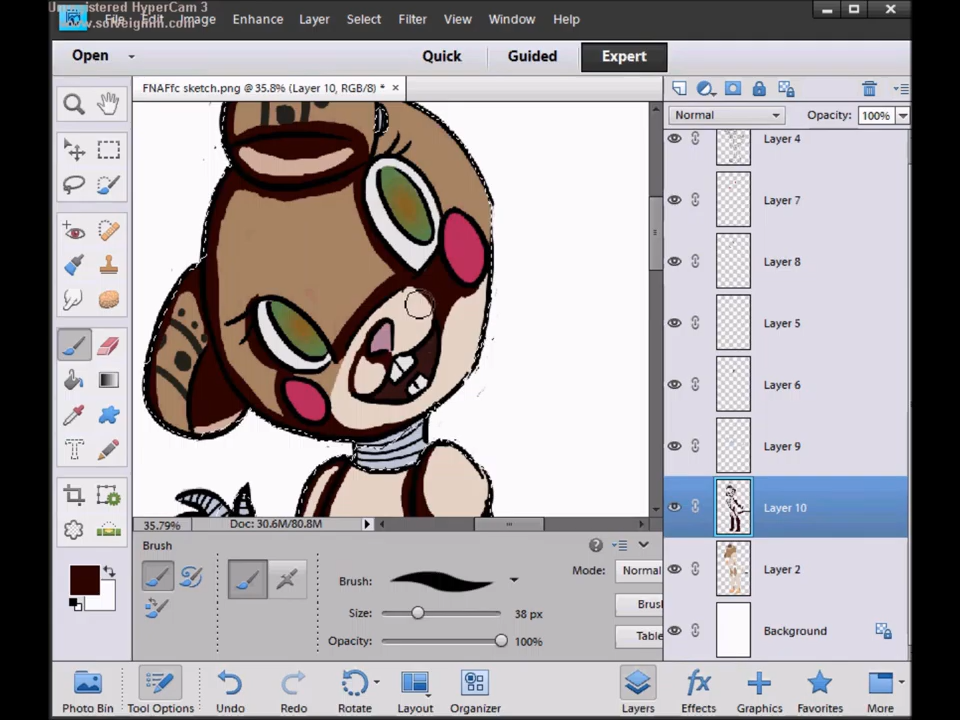 Unregistered HyperCam 3
www.solveigmm.com
File Edit Image Enhance Layer Select Filter View Window Help
Open Quick Guided Expert
FNAFfc sketch.png @ 35.8% (Layer 10, RGB/8) * ×
Normal Opacity: 100%
Layer 4
Layer 7
Layer 8
Layer 5
Layer 6
Layer 9
Layer 10
Layer 2
Background
35.79% Doc: 30.6M/80.8M
Brush
Brush: Mode: Normal
Size: 38 px Brus
Opacity: 100% Table
Photo Bin Tool Options Undo Redo Rotate Layout Organizer Layers Effects Graphics Favorites More